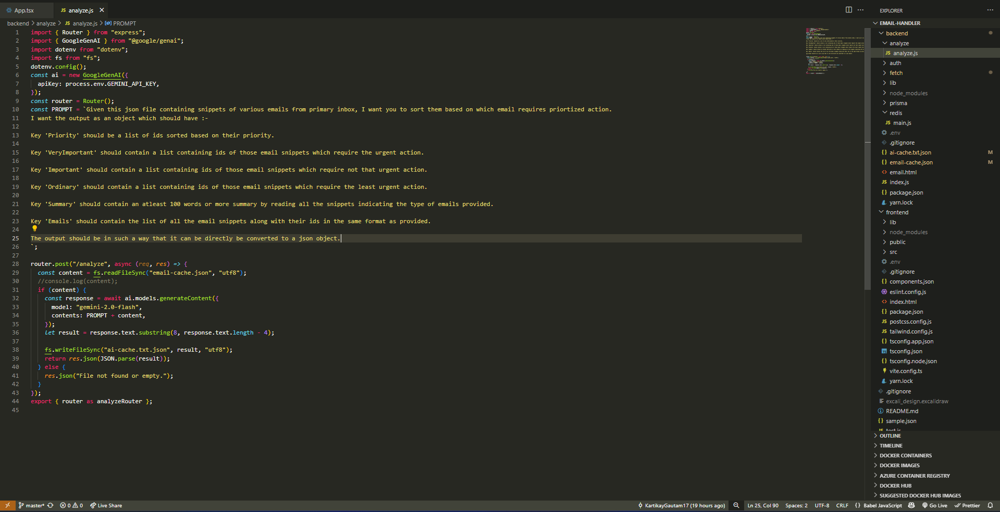 App.tsx
JS analyze.js
backend > analyze > JS analyze.js > PROMPT
1 import { Router } from "express";
2 import { GoogleGenAI } from "@google/genai";
3 import dotenv from "dotenv";
4 import fs from "fs";
5 dotenv.config();
6 const ai = new GoogleGenAI({
7 apiKey: process.env.GEMINI_API_KEY,
8 });
9 const router = Router();
10 const PROMPT = `Given this json file containing snippets of various emails from primary inbox, I want you to sort them based on which email requires priortized action.
11 I want the output as an object which should have :-
12
13 Key 'Priority' should be a list of ids sorted based on their priority.
14
15 Key 'VeryImportant' should contain a list containing ids of those email snippets which require the urgent action.
16
17 Key 'Important' should contain a list containing ids of those email snippets which require not that urgent action.
18
19 Key 'Ordinary' should contain a list containing ids of those email snippets which require the least urgent action.
20
21 Key 'Summary' should contain an atleast 100 words or more summary by reading all the snippets indicating the type of emails provided.
22
23 Key 'Emails' should contain the list of all the email snippets along with their ids in the same format as provided.
24
25 The output should be in such a way that it can be directly be converted to a json object.
26 `;
27
28 router.post("/analyze", async (req, res) => {
29 const content = fs.readFileSync("email-cache.json", "utf8");
30 //console.log(content);
31 if (content) {
32 const response = await ai.models.generateContent({
33 model: "gemini-2.0-flash",
34 contents: PROMPT + content,
35 });
36 let result = response.text.substring(8, response.text.length - 4);
37
38 fs.writeFileSync("ai-cache.txt.json", result, "utf8");
39 return res.json(JSON.parse(result));
40 } else {
41 res.json("File not found or empty.");
42 }
43 });
44 export { router as analyzeRouter };
45
EXPLORER
EMAIL-HANDLER
backend
analyze
JS analyze.js
auth
fetch
lib
node_modules
prisma
redis
JS main.js
.env
.gitignore
{} ai-cache.txt.json M
{} email-cache.json M
<> email.html
JS index.js
{} package.json
yarn.lock
frontend
lib
node_modules
public
src
.env
.gitignore
{} components.json
eslint.config.js
<> index.html
{} package.json
JS postcss.config.js
JS tailwind.config.js
{} tsconfig.app.json
tsconfig.json
{} tsconfig.node.json
vite.config.ts
yarn.lock
.gitignore
excali_design.excalidraw
README.md
{} sample.json
JS test.js
OUTLINE
TIMELINE
DOCKER CONTAINERS
DOCKER IMAGES
AZURE CONTAINER REGISTRY
DOCKER HUB
SUGGESTED DOCKER HUB IMAGES
master* 0 0 Live Share KartikayGautam17 (19 hours ago) Ln 25, Col 90 Spaces: 2 UTF-8 CRLF {} Babel JavaScript Go Live Prettier